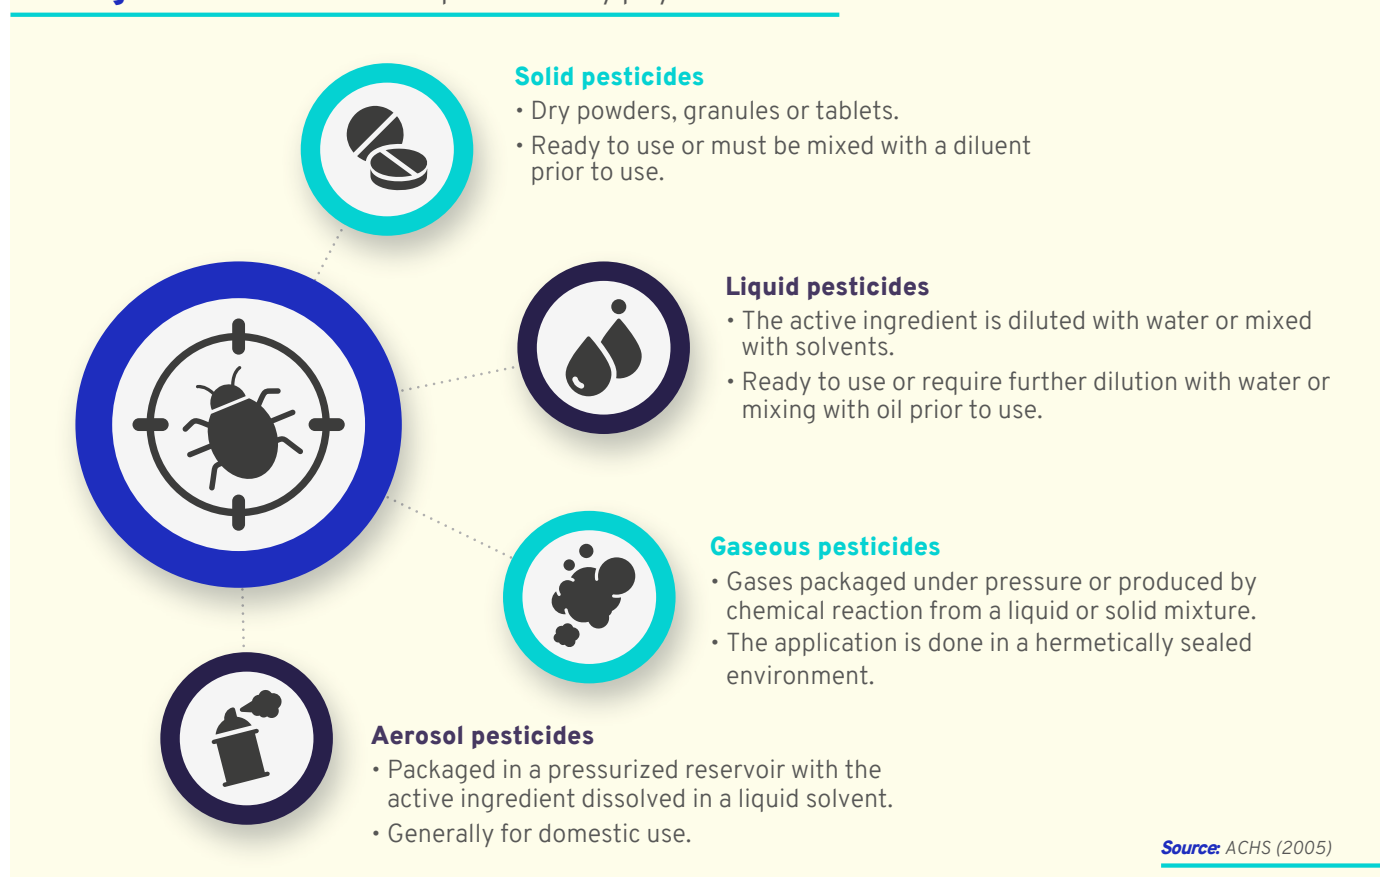 Solid pesticides
• Dry powders, granules or tablets.
• Ready to use or must be mixed with a diluent
prior to use.
Liquid pesticides
• The active ingredient is diluted with water or mixed
with solvents.
• Ready to use or require further dilution with water or
mixing with oil prior to use.
Gaseous pesticides
• Gases packaged under pressure or produced by
chemical reaction from a liquid or solid mixture.
• The application is done in a hermetically sealed
environment.
Aerosol pesticides
• Packaged in a pressurized reservoir with the
active ingredient dissolved in a liquid solvent.
• Generally for domestic use.
Source: ACHS (2005)